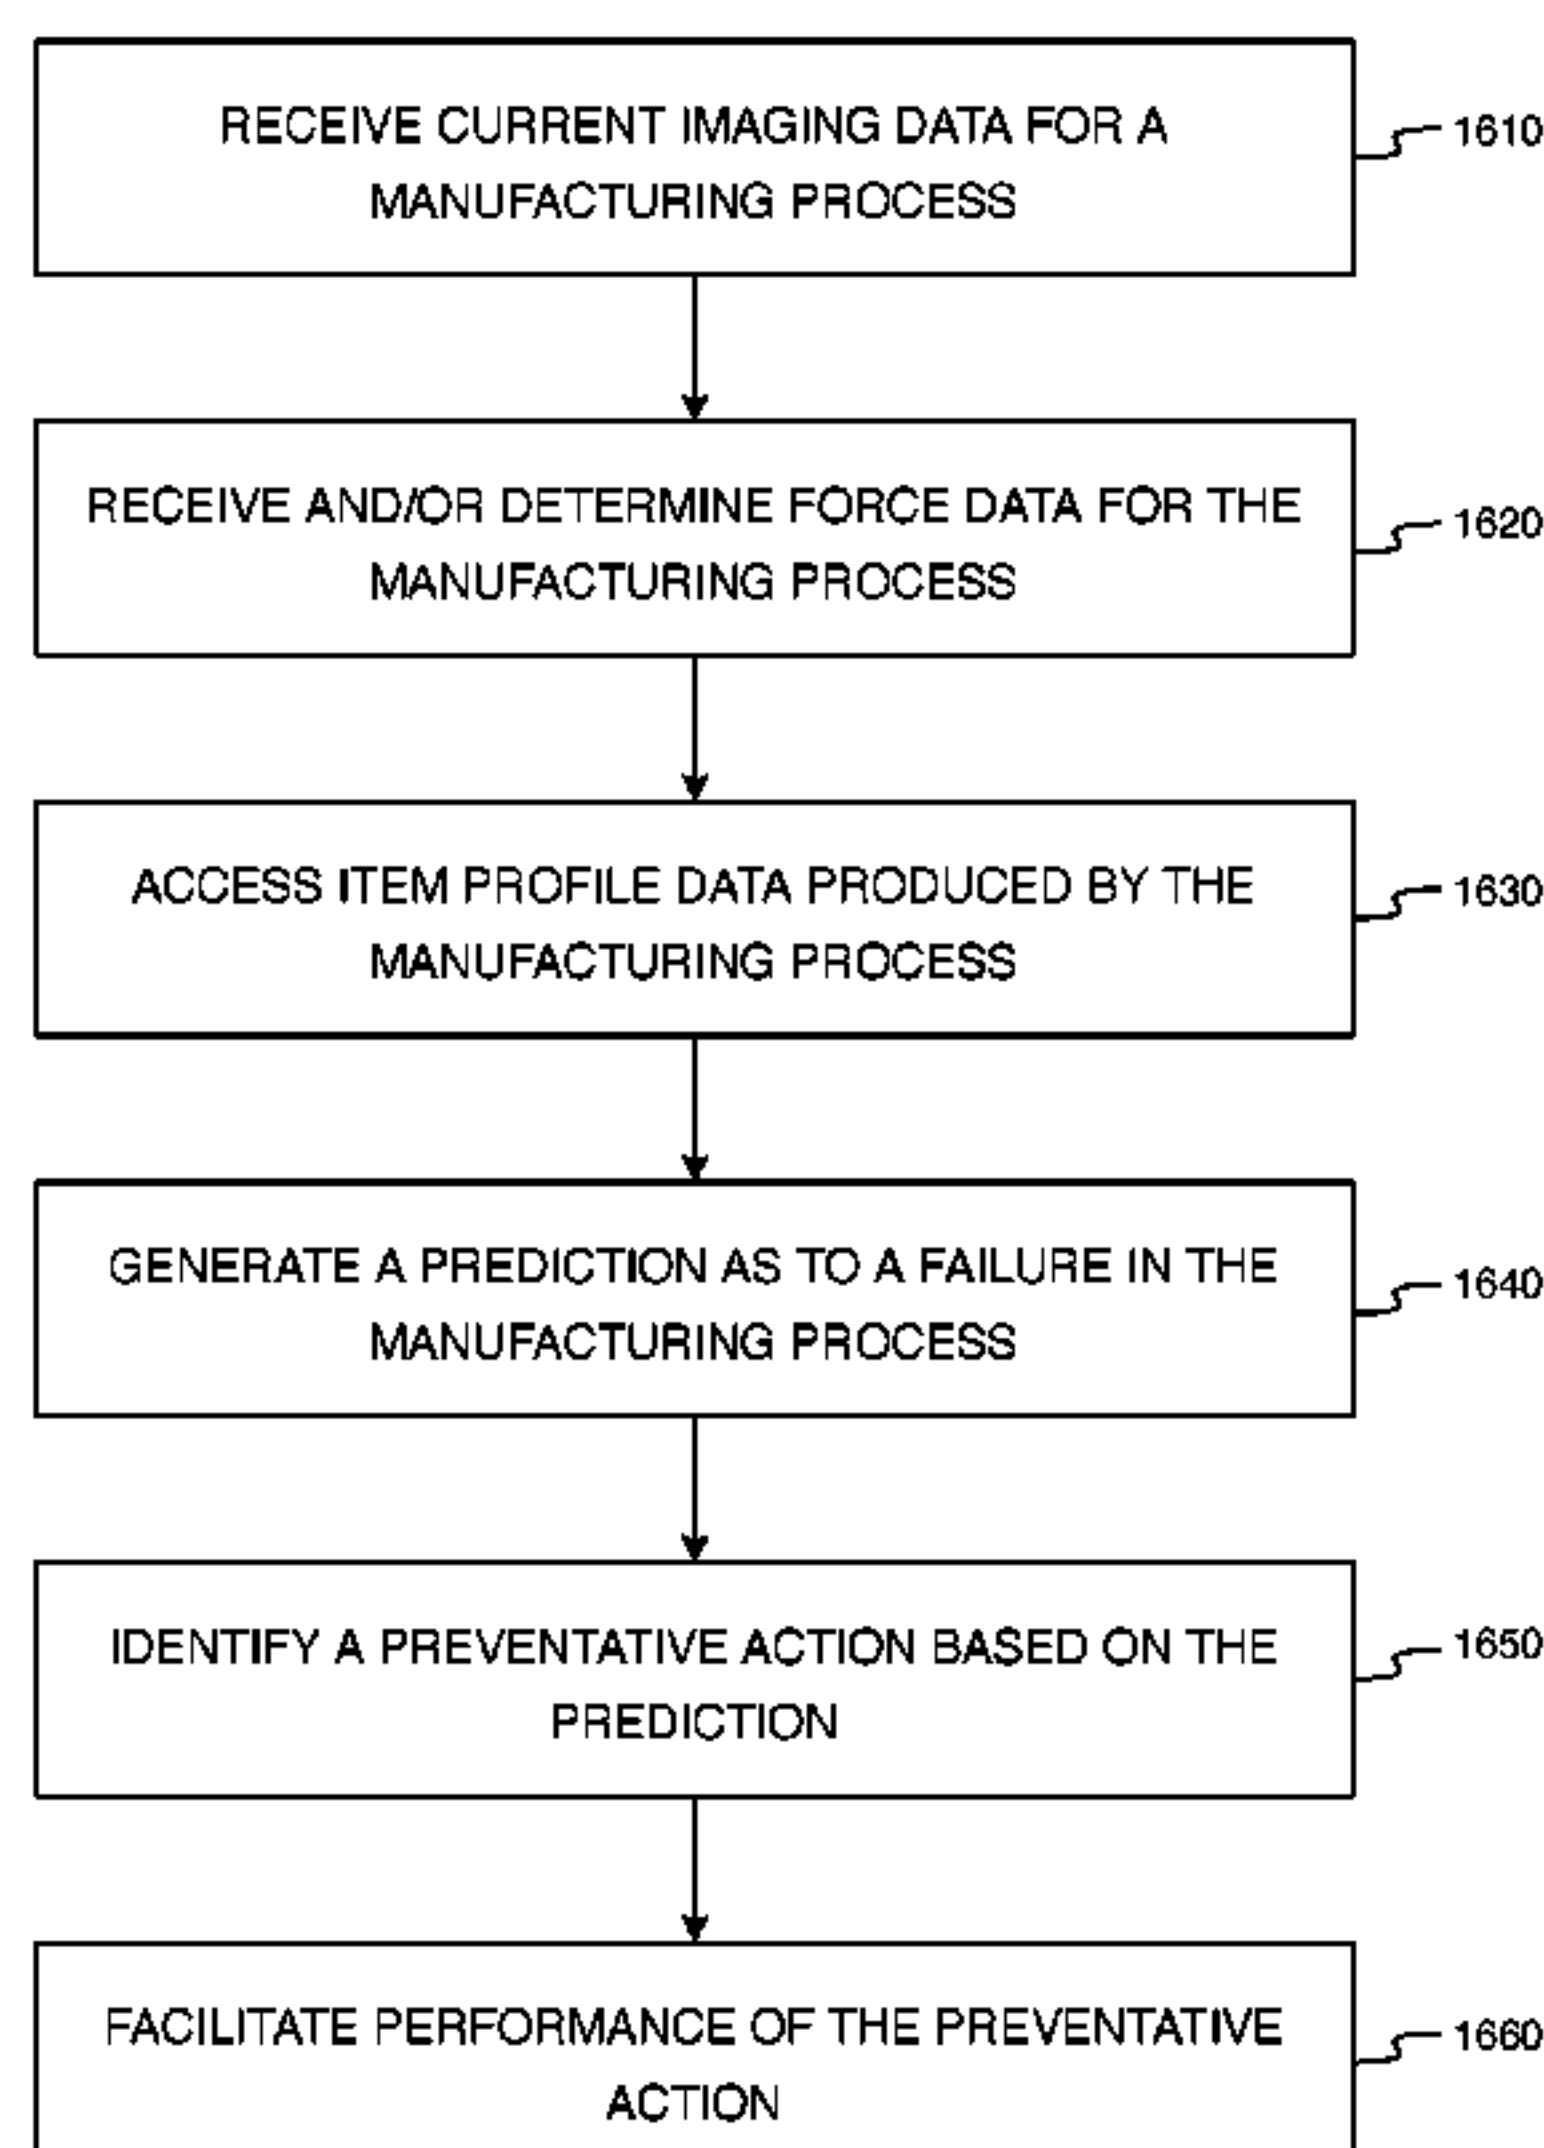 RECEIVE CURRENT IMAGING DATA FOR A
MANUFACTURING PROCESS
1610
RECEIVE AND/OR DETERMINE FORCE DATA FOR THE
MANUFACTURING PROCESS
1620
ACCESS ITEM PROFILE DATA PRODUCED BY THE
MANUFACTURING PROCESS
1630
GENERATE A PREDICTION AS TO A FAILURE IN THE
MANUFACTURING PROCESS
1640
IDENTIFY A PREVENTATIVE ACTION BASED ON THE
PREDICTION
1650
FACILITATE PERFORMANCE OF THE PREVENTATIVE
ACTION
1660